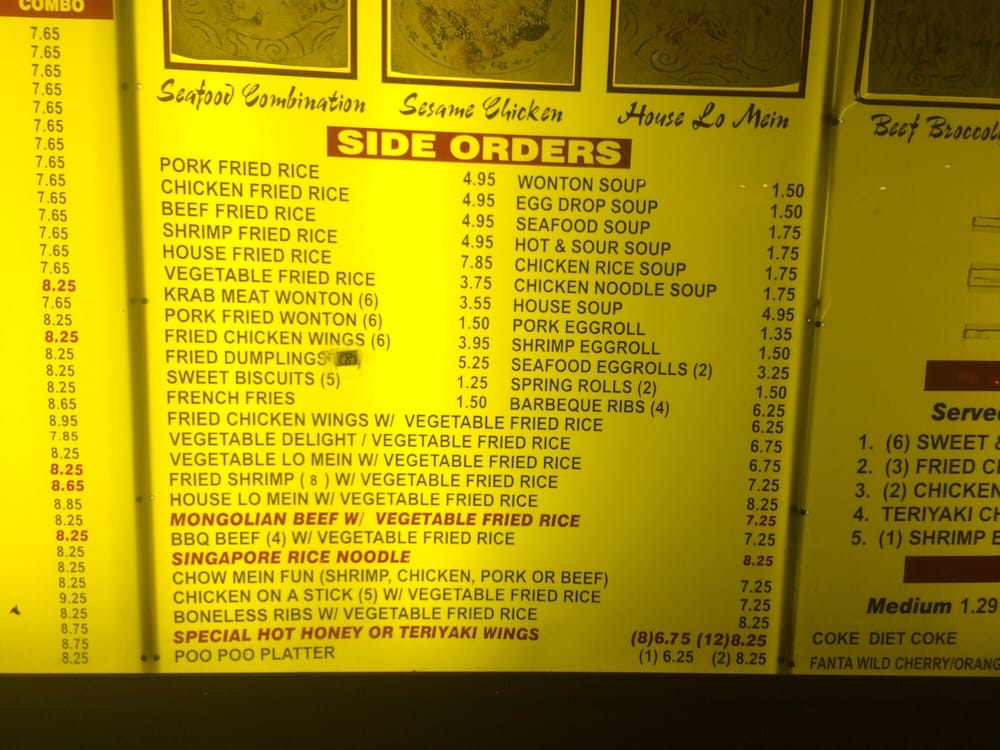 COMBO
7.65
7.65
7.65
7.65
7.65
7.65
7.65
7.65
7.65
7.65
7.65
7.65
7.65
7.65
8.25
7.65
8.25
8.25
8.25
8.25
8.25
8.65
8.95
7.85
8.25
8.25
8.65
8.85
8.25
8.25
8.25
8.25
8.25
9.25
8.25
8.75
8.75
8.25
Seafood Combination
Sesame Chicken
House Lo Mein
SIDE ORDERS
PORK FRIED RICE 4.95
CHICKEN FRIED RICE 4.95
BEEF FRIED RICE 4.95
SHRIMP FRIED RICE 4.95
HOUSE FRIED RICE 7.85
VEGETABLE FRIED RICE 3.75
KRAB MEAT WONTON (6) 3.55
PORK FRIED WONTON (6) 1.50
FRIED CHICKEN WINGS (6) 3.95
FRIED DUMPLINGS (8) 5.25
SWEET BISCUITS (5) 1.25
FRENCH FRIES 1.50
WONTON SOUP 1.50
EGG DROP SOUP 1.50
SEAFOOD SOUP 1.75
HOT & SOUR SOUP 1.75
CHICKEN RICE SOUP 1.75
CHICKEN NOODLE SOUP 1.75
HOUSE SOUP 4.95
PORK EGGROLL 1.35
SHRIMP EGGROLL 1.50
SEAFOOD EGGROLLS (2) 3.25
SPRING ROLLS (2) 1.50
BARBEQUE RIBS (4) 6.25
FRIED CHICKEN WINGS W/ VEGETABLE FRIED RICE 6.25
VEGETABLE DELIGHT / VEGETABLE FRIED RICE 6.75
VEGETABLE LO MEIN W/ VEGETABLE FRIED RICE 6.75
FRIED SHRIMP ( 8 ) W/ VEGETABLE FRIED RICE 7.25
HOUSE LO MEIN W/ VEGETABLE FRIED RICE 8.25
MONGOLIAN BEEF W/ VEGETABLE FRIED RICE 7.25
BBQ BEEF (4) W/ VEGETABLE FRIED RICE 7.25
SINGAPORE RICE NOODLE 8.25
CHOW MEIN FUN (SHRIMP, CHICKEN, PORK OR BEEF) 7.25
CHICKEN ON A STICK (5) W/ VEGETABLE FRIED RICE 7.25
BONELESS RIBS W/ VEGETABLE FRIED RICE 8.25
SPECIAL HOT HONEY OR TERIYAKI WINGS (8)6.75 (12)8.25
POO POO PLATTER (1) 6.25 (2) 8.25
Beef Broccol
Serve
1. (6) SWEET &
2. (3) FRIED C
3. (2) CHICKEN
4. TERIYAKI CH
5. (1) SHRIMP E
Medium 1.29
COKE DIET COKE
FANTA WILD CHERRY/ORANG